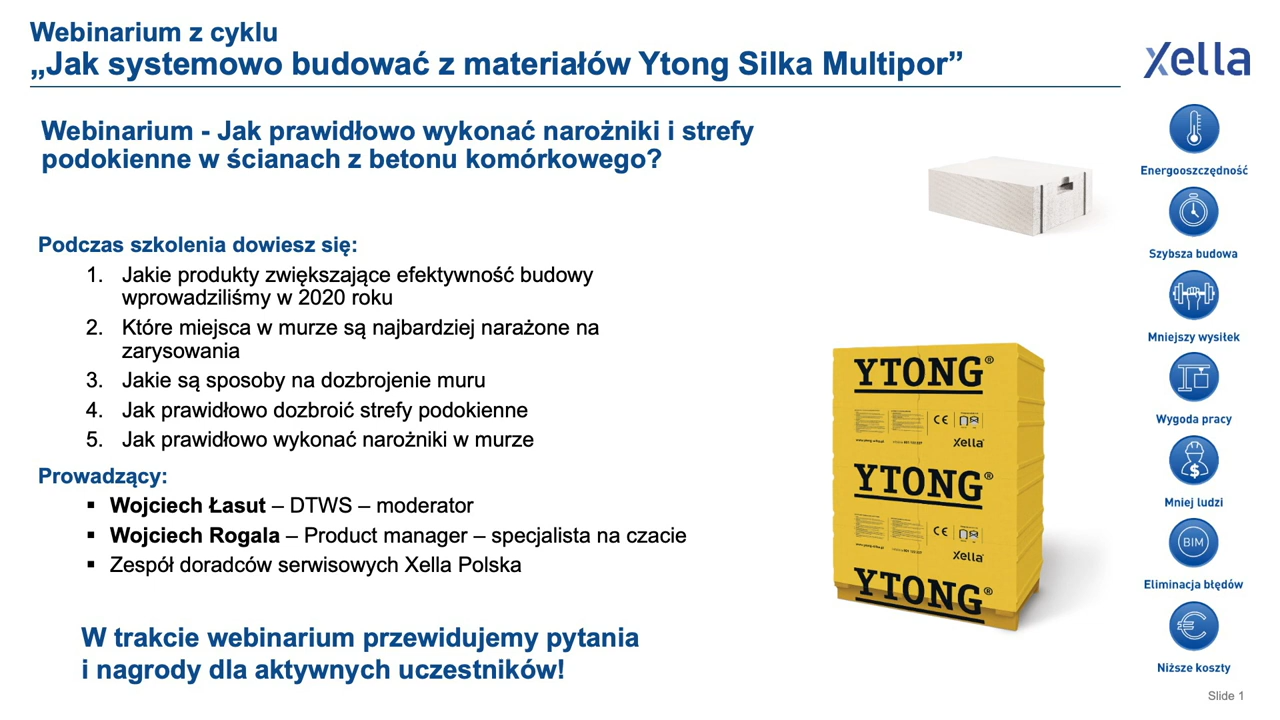 Webinarium z cyklu
„Jak systemowo budować z materiałów Ytong Silka Multipor”
xella
Webinarium - Jak prawidłowo wykonać narożniki i strefy
podokienne w ścianach z betonu komórkowego?
Podczas szkolenia dowiesz się:
1. Jakie produkty zwiększające efektywność budowy
wprowadziliśmy w 2020 roku
2. Które miejsca w murze są najbardziej narażone na
zarysowania
3. Jakie są sposoby na dozbrojenie muru
4. Jak prawidłowo dozbroić strefy podokienne
5. Jak prawidłowo wykonać narożniki w murze
Prowadzący:
▪ Wojciech Łasut – DTWS – moderator
▪ Wojciech Rogala – Product manager – specjalista na czacie
▪ Zespół doradców serwisowych Xella Polska
W trakcie webinarium przewidujemy pytania
i nagrody dla aktywnych uczestników!
YTONG®
CE
xella
YTONG®
CE
xella
YTONG®
Energooszczędność
Szybsza budowa
Mniejszy wysiłek
Wygoda pracy
$
Mniej ludzi
BIM
Eliminacja błędów
€
Niższe koszty
Slide 1